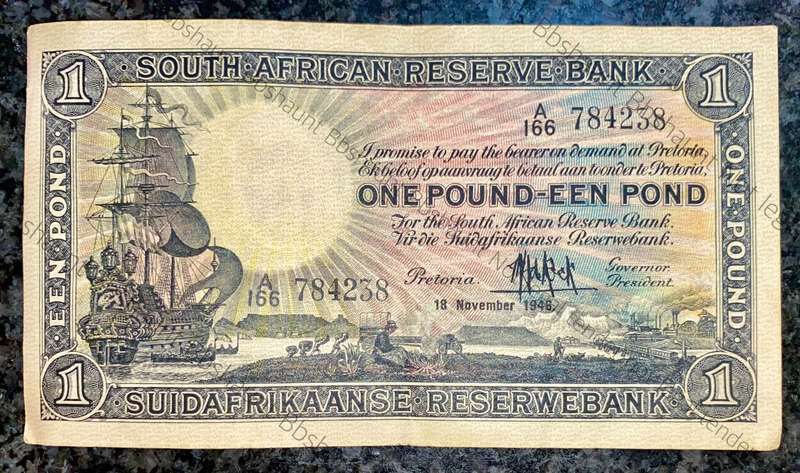 SOUTH·AFRICAN·RESERVE·BANK
1
1
A/166 784238
I promise to pay the bearer on demand at Pretoria,
Ek beloof op aanvraag te betaal aan toonder te Pretoria,
ONE POUND-EEN POND
For the South African Reserve Bank.
Vir die Suidafrikaanse Reserwebank.
EEN·POND
ONE·POUND
A/166 784238
Pretoria.
Governor
President.
18 November 1946.
1
1
SUIDAFRIKAANSE·RESERWEBANK
Bbshaunt